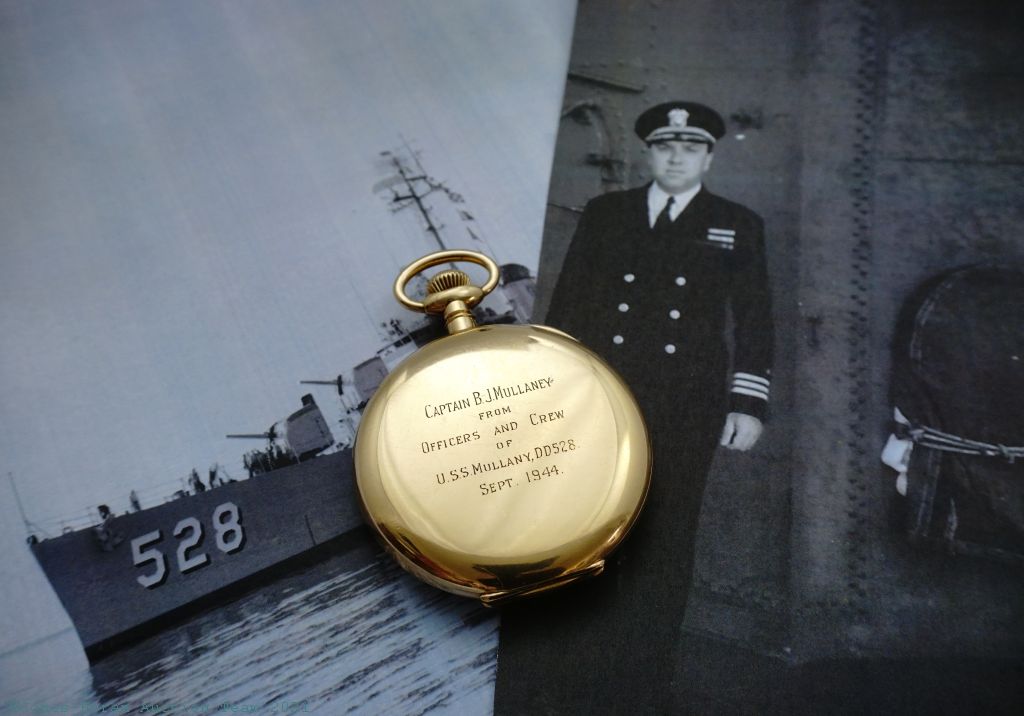 CAPTAIN B.J.MULLANEY
FROM
OFFICERS AND CREW
OF
U.S.S.MULLANY,DD528.
SEPT. 1944.
528